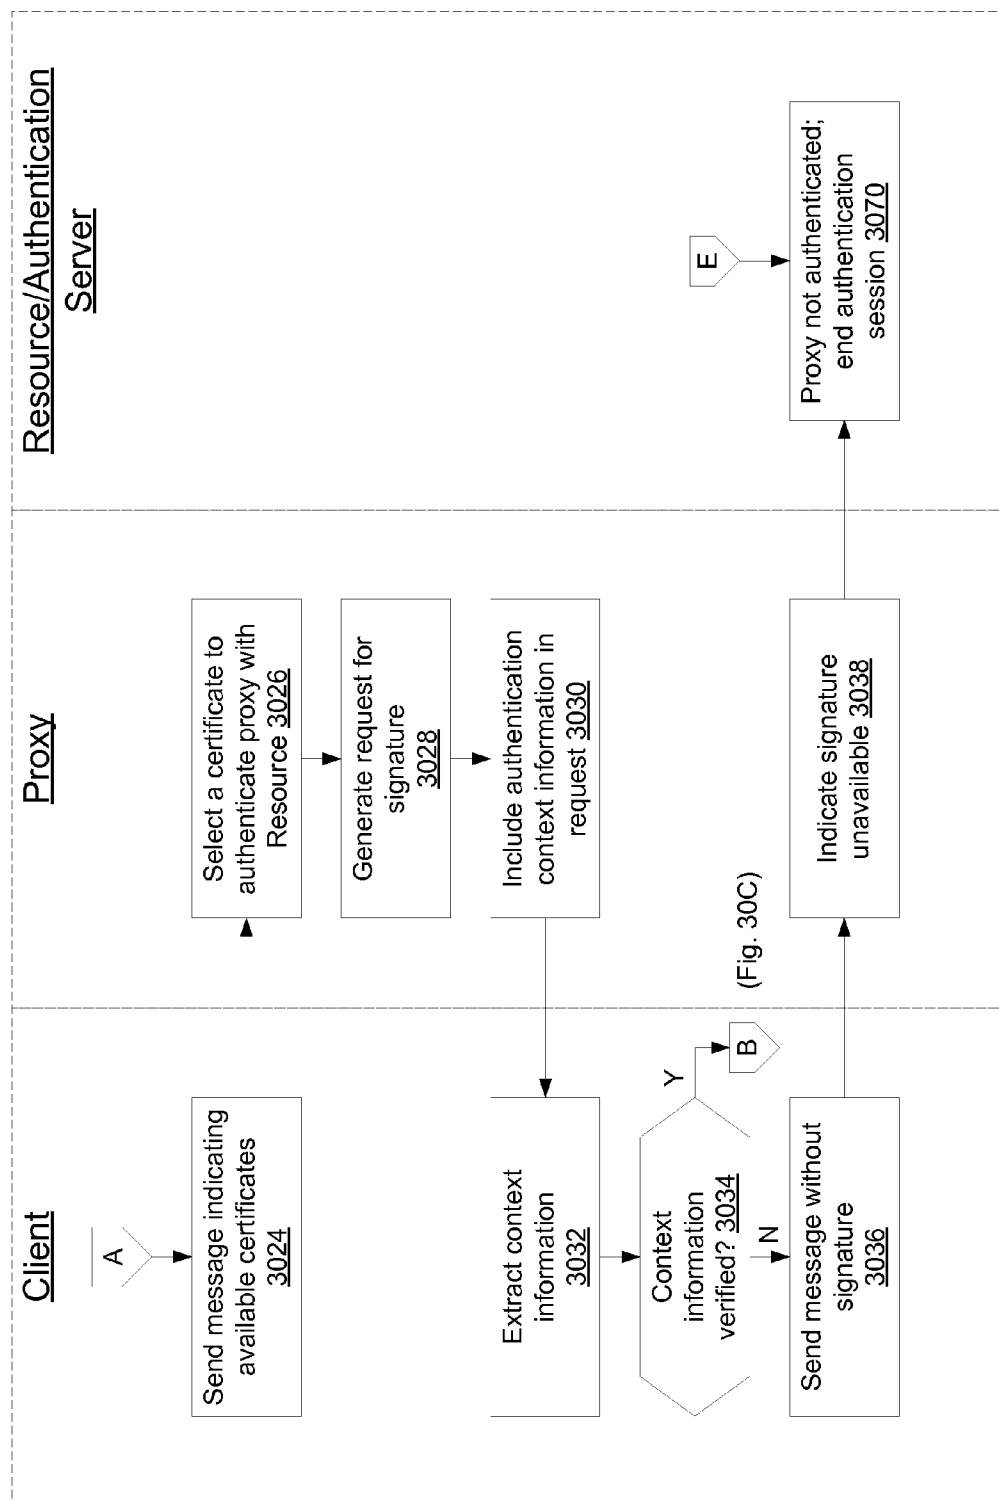 Client
Proxy
Resource/Authentication
Server
A
Send message indicating
available certificates
3024
Select a certificate to
authenticate proxy with
Resource 3026
Generate request for
signature
3028
Include authentication
context information in
request 3030
Extract context
information
3032
Context
information
verified? 3034
Y
B
(Fig. 30C)
N
Send message without
signature
3036
Indicate signature
unavailable 3038
E
Proxy not authenticated;
end authentication
session 3070